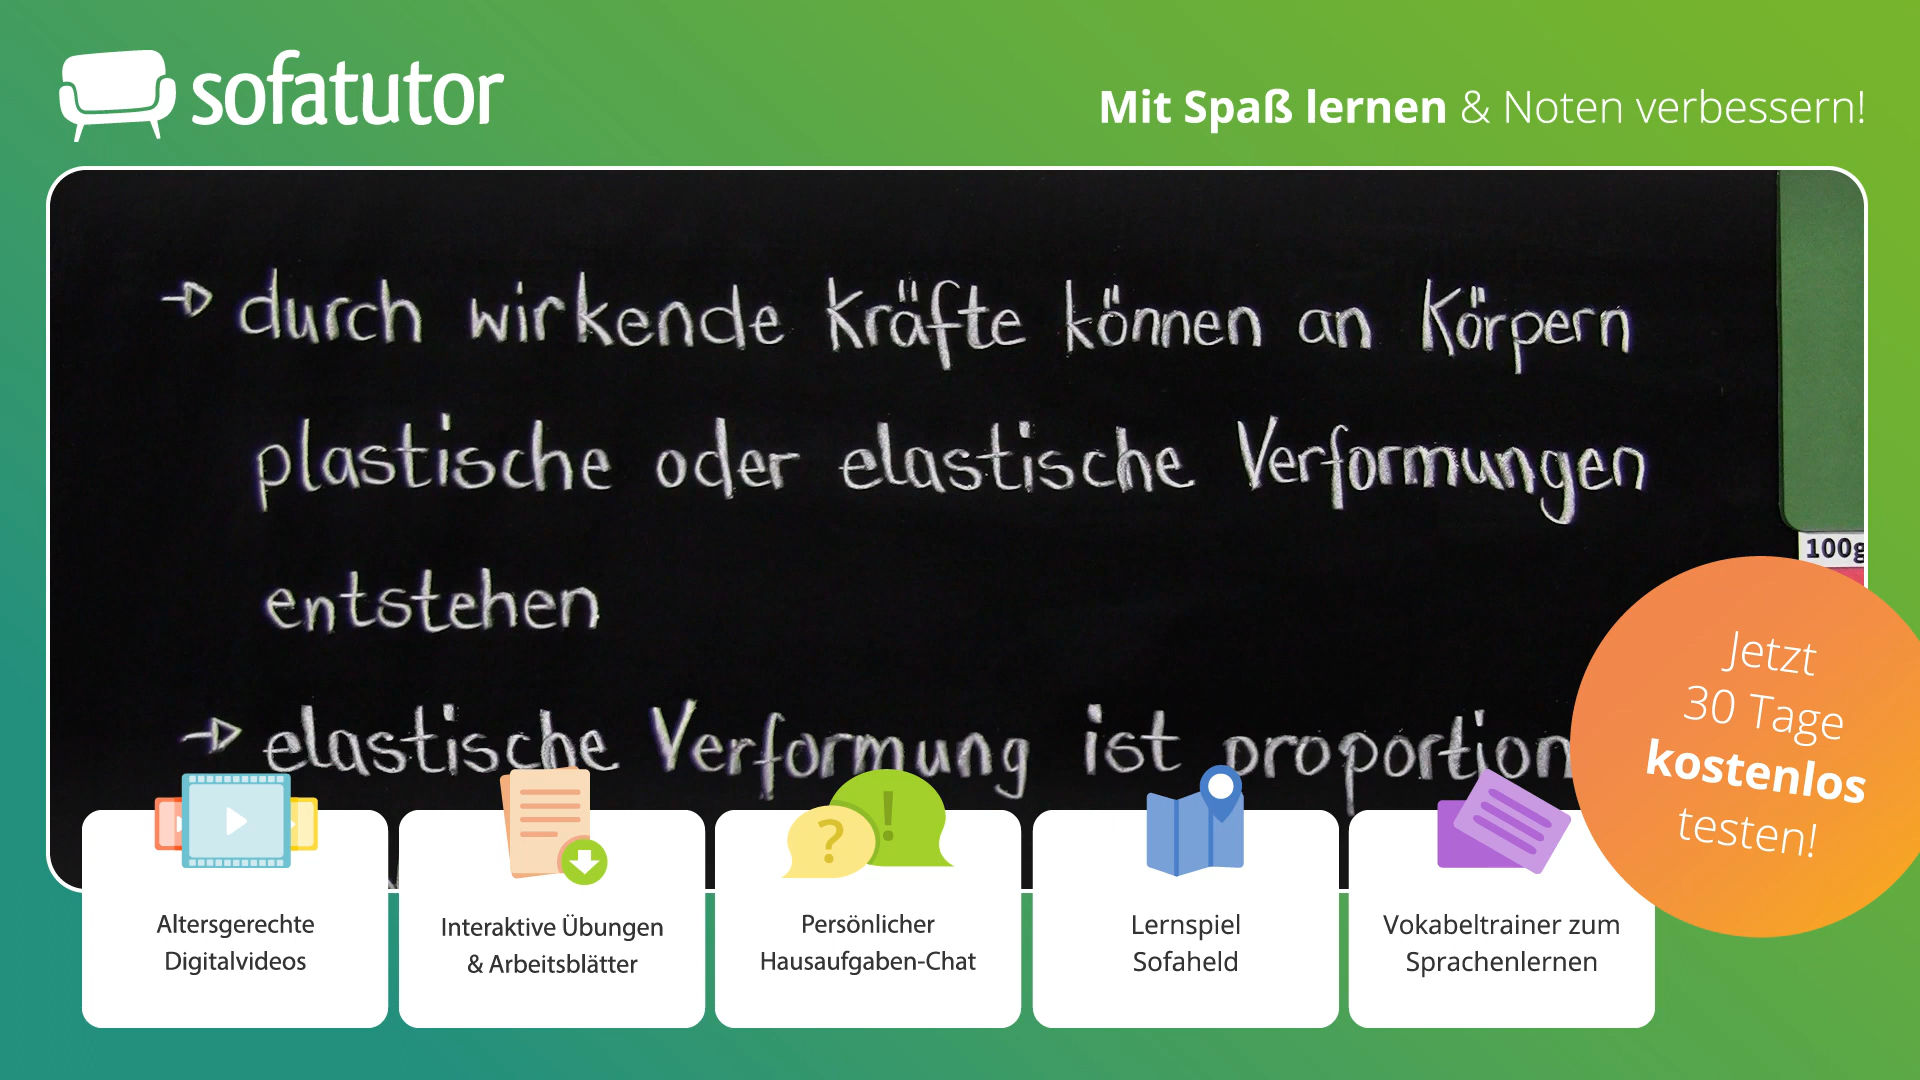 sofatutor
Mit Spaß lernen & Noten verbessern!
→ durch wirkende Kräfte können an Körpern
plastische oder elastische Verformungen
entstehen
→ elastische Verformung ist proportion
100g
Jetzt
30 Tage
kostenlos
testen!
?
!
Altersgerechte
Digitalvideos
Interaktive Übungen
& Arbeitsblätter
Persönlicher
Hausaufgaben-Chat
Lernspiel
Sofaheld
Vokabeltrainer zum
Sprachenlernen